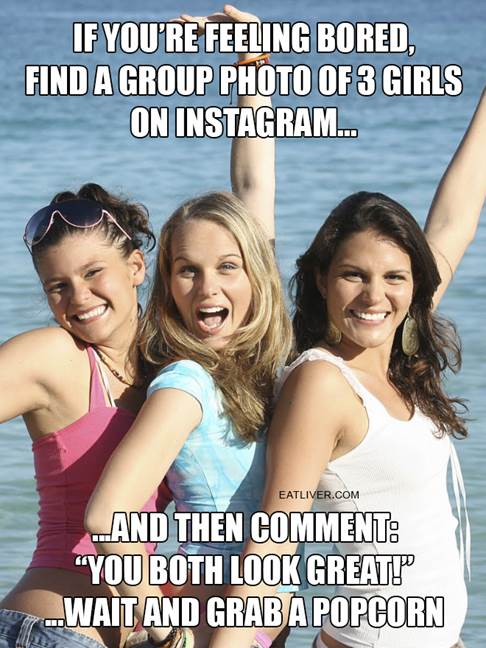 IF YOU'RE FEELING BORED,
FIND A GROUP PHOTO OF 3 GIRLS
ON INSTAGRAM...
EATLIVER.COM
...AND THEN COMMENT:
“YOU BOTH LOOK GREAT!”
...WAIT AND GRAB A POPCORN